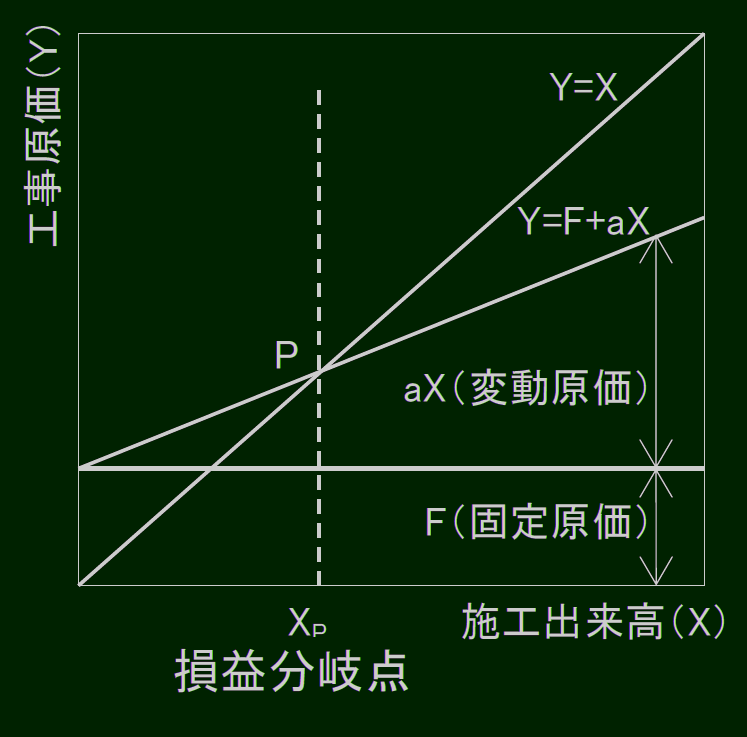 工事原価(Y)
Y=X
Y=F+aX
P
aX(変動原価)
F(固定原価)
XP
施工出来高(X)
損益分岐点